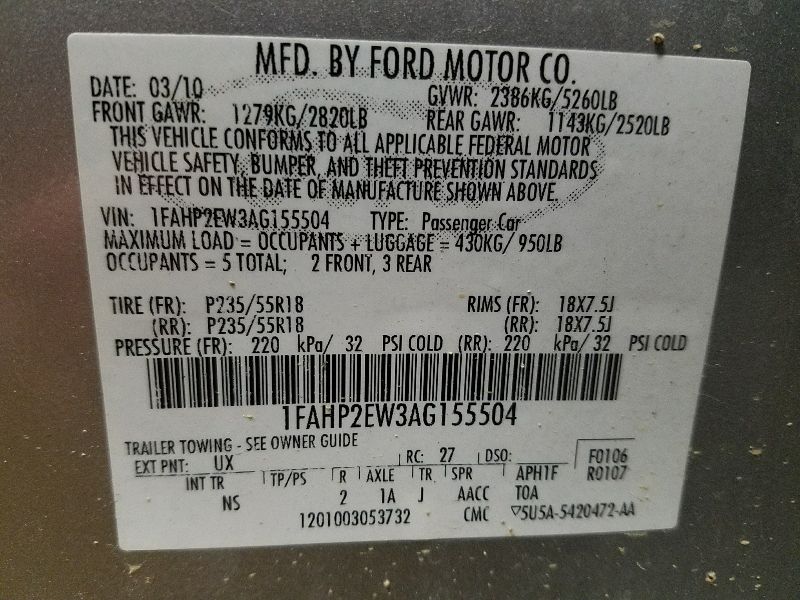 MFD. BY FORD MOTOR CO.
DATE: 03/10 GVWR: 2386KG/5260LB
FRONT GAWR: 1279KG/2820LB REAR GAWR: 1143KG/2520LB
THIS VEHICLE CONFORMS TO ALL APPLICABLE FEDERAL MOTOR
VEHICLE SAFETY, BUMPER, AND THEFT PREVENTION STANDARDS
IN EFFECT ON THE DATE OF MANUFACTURE SHOWN ABOVE.
VIN: 1FAHP2EW3AG155504 TYPE: Passenger Car
MAXIMUM LOAD = OCCUPANTS + LUGGAGE = 430KG/ 950LB
OCCUPANTS = 5 TOTAL; 2 FRONT, 3 REAR
TIRE (FR): P235/55R18 RIMS (FR): 18X7.5J
(RR): P235/55R18 (RR): 18X7.5J
PRESSURE (FR): 220 kPa/ 32 PSI COLD (RR): 220 kPa/ 32 PSI COLD
1FAHP2EW3AG155504
TRAILER TOWING - SEE OWNER GUIDE
EXT PNT: UX RC: 27 DSO: F0106
INT TR TP/PS R AXLE TR SPR APH1F R0107
NS 2 1A J AACC TOA
1201003053732 CMC ▽5U5A-5420472-AA